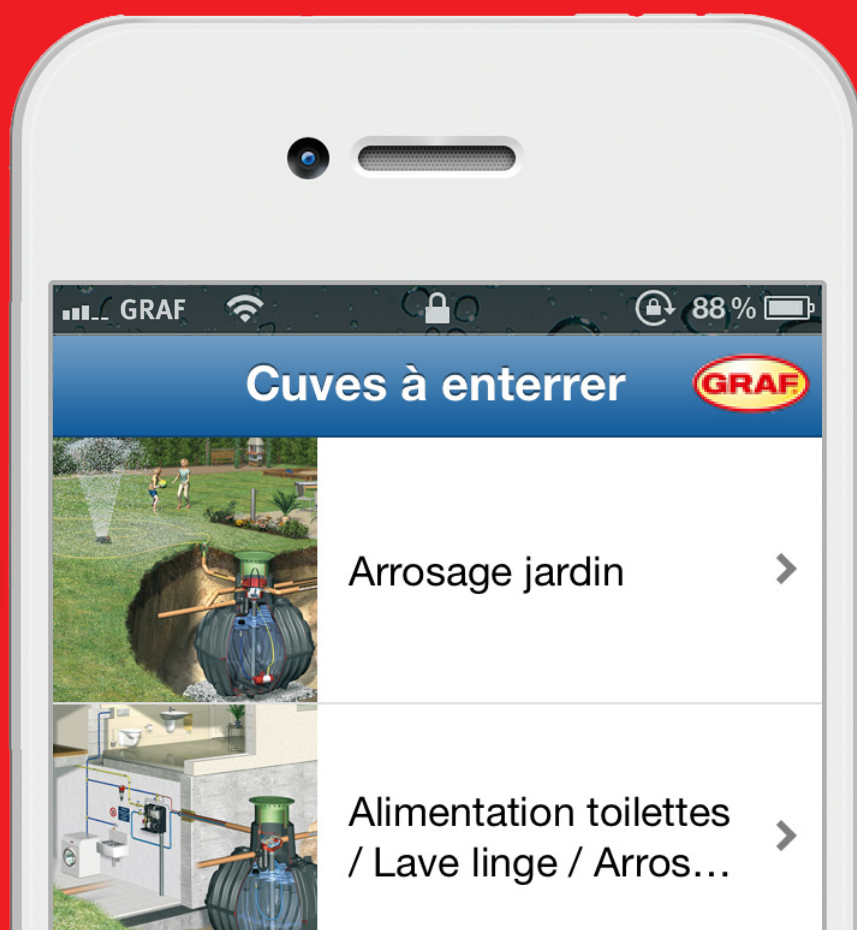 GRAF
88 %
Cuves à enterrer
GRAF
Arrosage jardin
Alimentation toilettes
/ Lave linge / Arros...